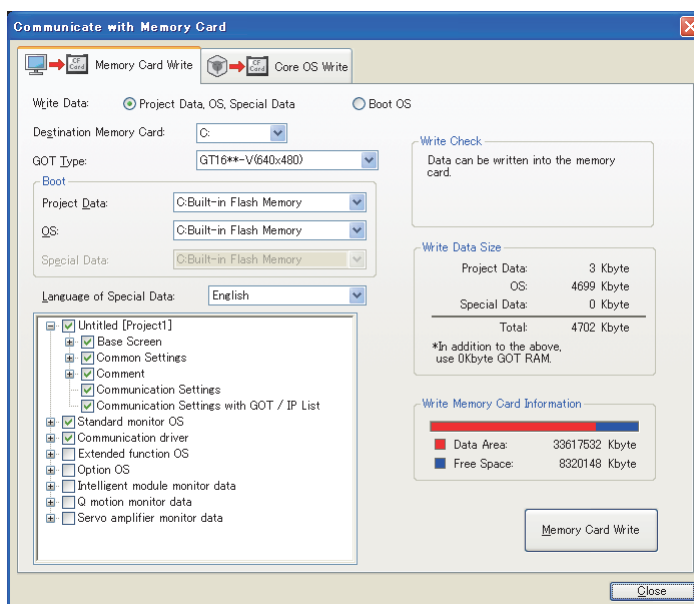 Communicate with Memory Card
CF Card Memory Card Write
CF Card Core OS Write
Write Data: Project Data, OS, Special Data Boot OS
Destination Memory Card: C:
GOT Type: GT16**-V(640x480)
Boot
Project Data: C:Built-in Flash Memory
OS: C:Built-in Flash Memory
Special Data: C:Built-in Flash Memory
Language of Special Data: English
Untitled [Project1]
Base Screen
Common Settings
Comment
Communication Settings
Communication Settings with GOT / IP List
Standard monitor OS
Communication driver
Extended function OS
Option OS
Intelligent module monitor data
Q motion monitor data
Servo amplifier monitor data
Write Check
Data can be written into the memory
card.
Write Data Size
Project Data: 3 Kbyte
OS: 4699 Kbyte
Special Data: 0 Kbyte
Total: 4702 Kbyte
*In addition to the above,
use 0Kbyte GOT RAM.
Write Memory Card Information
Data Area: 33617532 Kbyte
Free Space: 8320148 Kbyte
Memory Card Write
Close